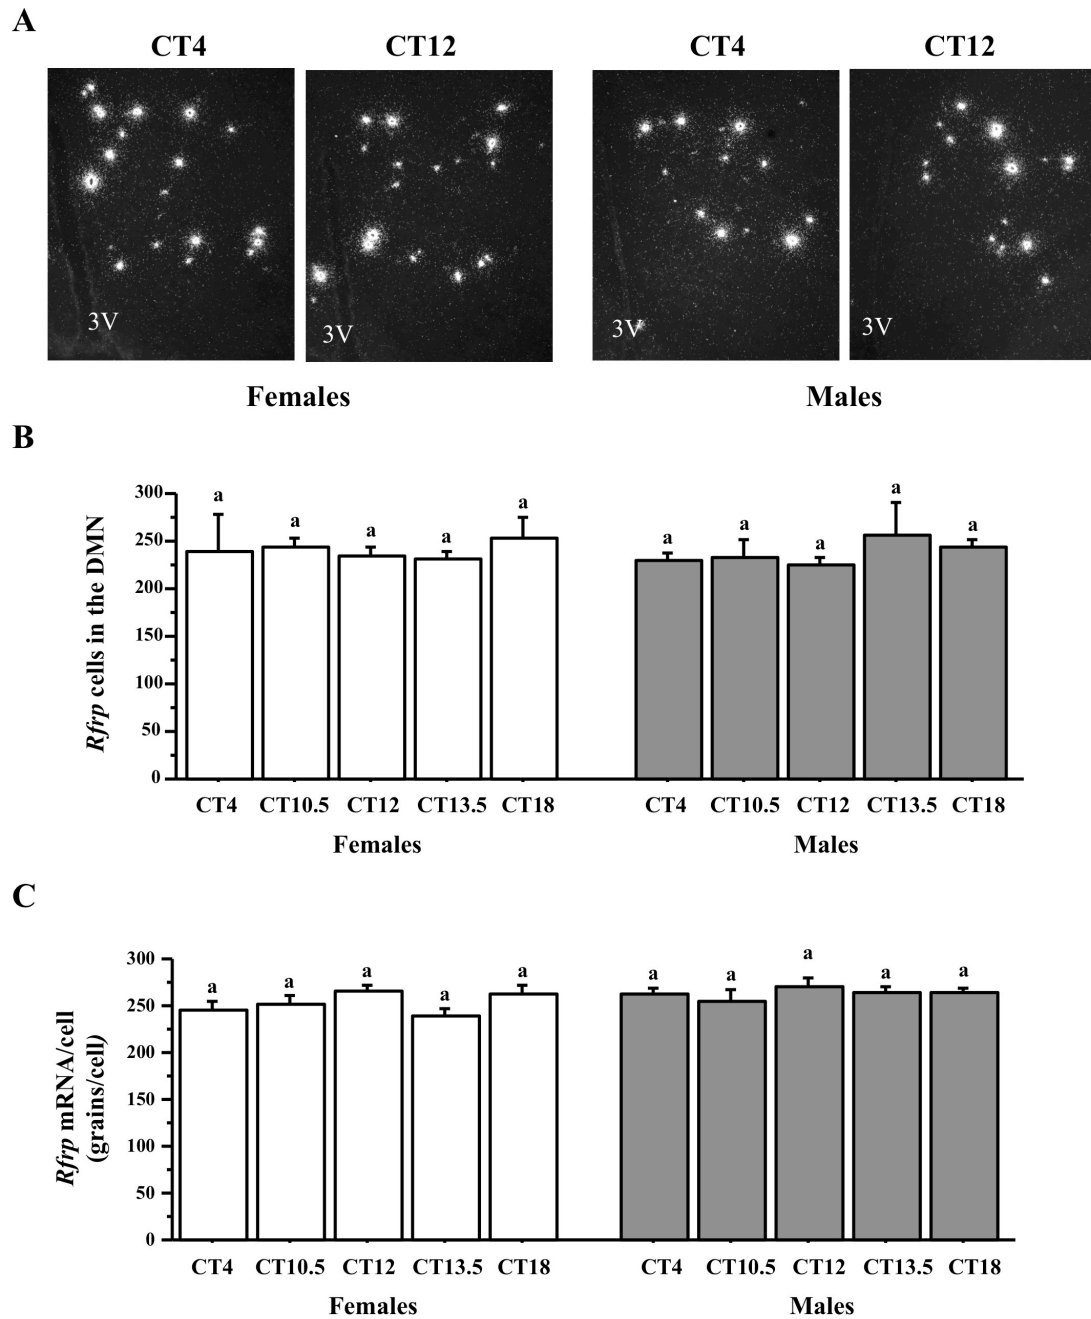 A
CT4 CT12 CT4 CT12
3V 3V 3V 3V
Females Males
B
Rfrp cells in the DMN
300
250
200
150
100
50
0
a a a a a a a a a a
CT4 CT10.5 CT12 CT13.5 CT18 CT4 CT10.5 CT12 CT13.5 CT18
Females Males
C
Rfrp mRNA/cell
(grains/cell)
300
250
200
150
100
50
0
a a a a a a a a a a
CT4 CT10.5 CT12 CT13.5 CT18 CT4 CT10.5 CT12 CT13.5 CT18
Females Males